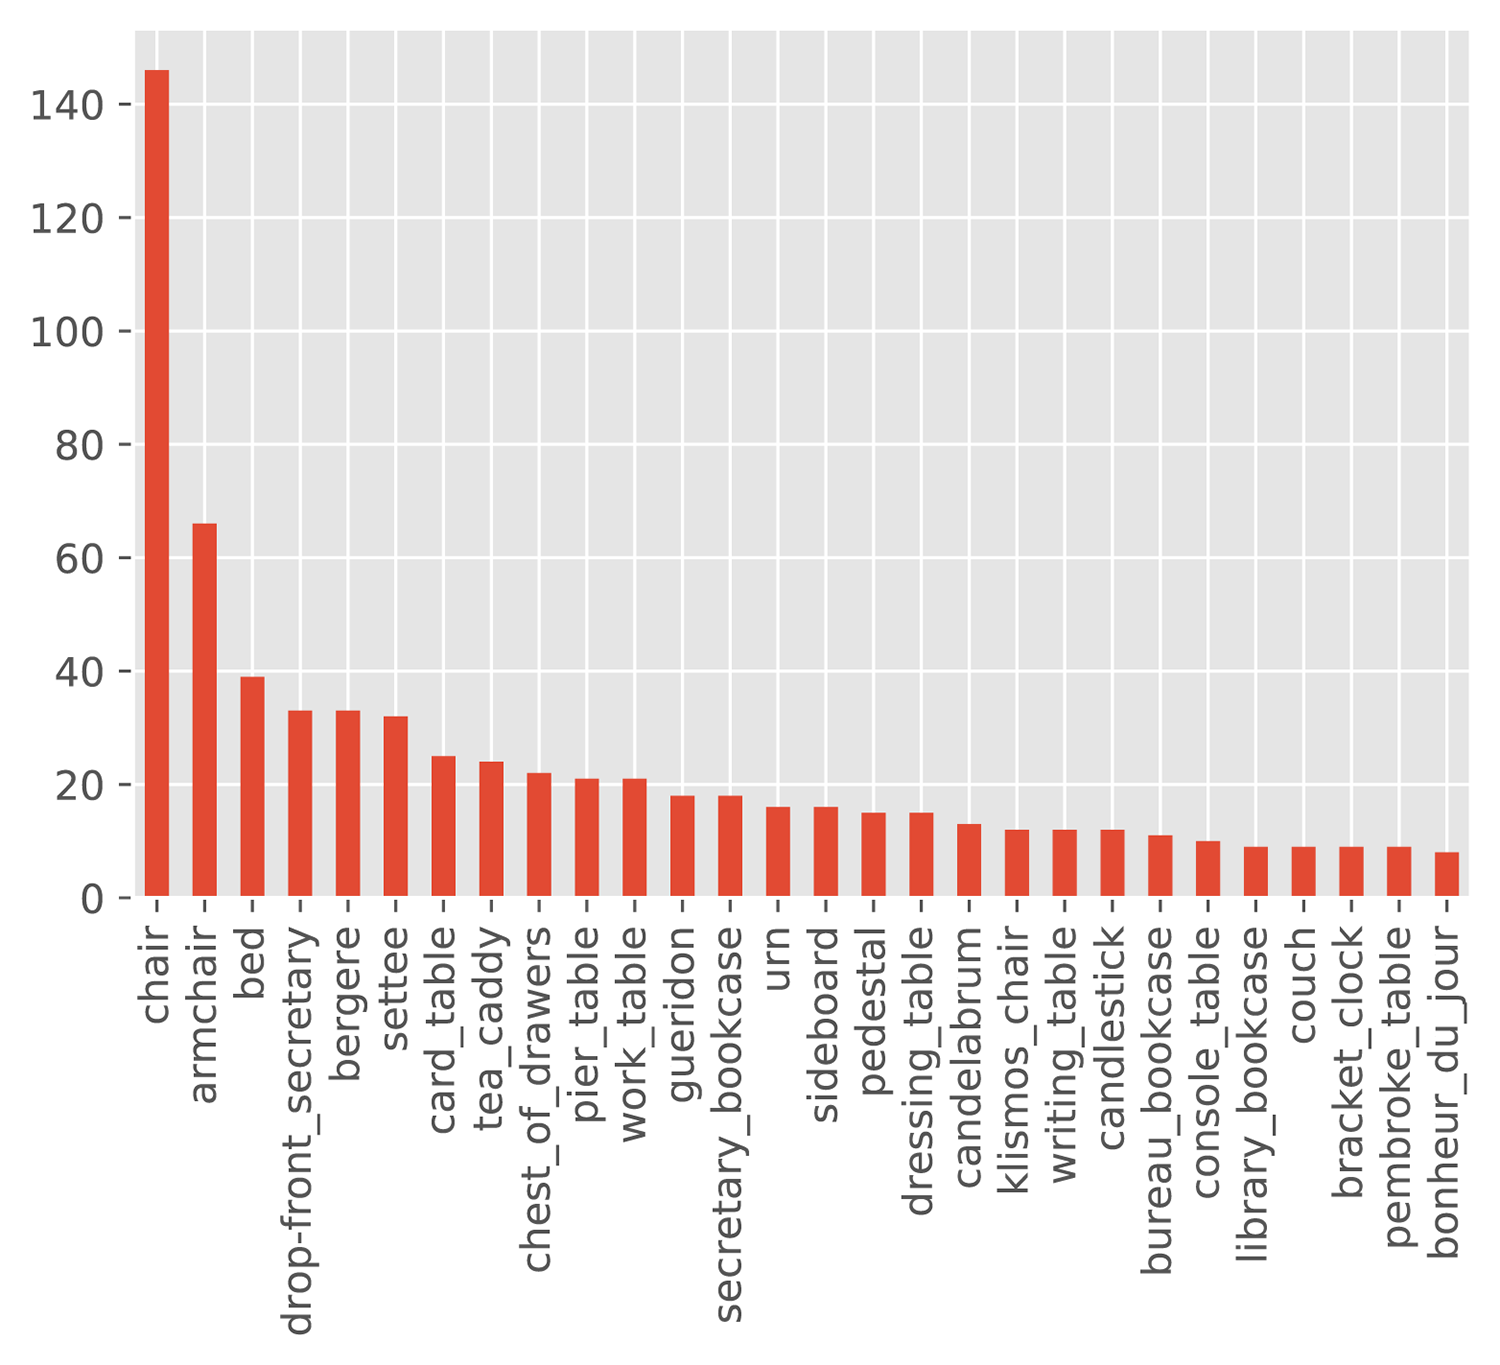 140
120
100
80
60
40
20
0
chair
armchair
bed
drop-front_secretary
bergere
settee
card_table
tea_caddy
chest_of_drawers
pier_table
work_table
gueridon
secretary_bookcase
urn
sideboard
pedestal
dressing_table
candelabrum
klismos_chair
writing_table
candlestick
bureau_bookcase
console_table
library_bookcase
couch
bracket_clock
pembroke_table
bonheur_du_jour